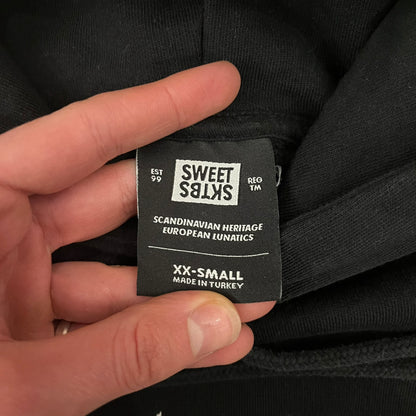 EST
99
SWEET
SKTBS
REG
TM
SCANDINAVIAN HERITAGE
EUROPEAN LUNATICS
XX-SMALL
MADE IN TURKEY